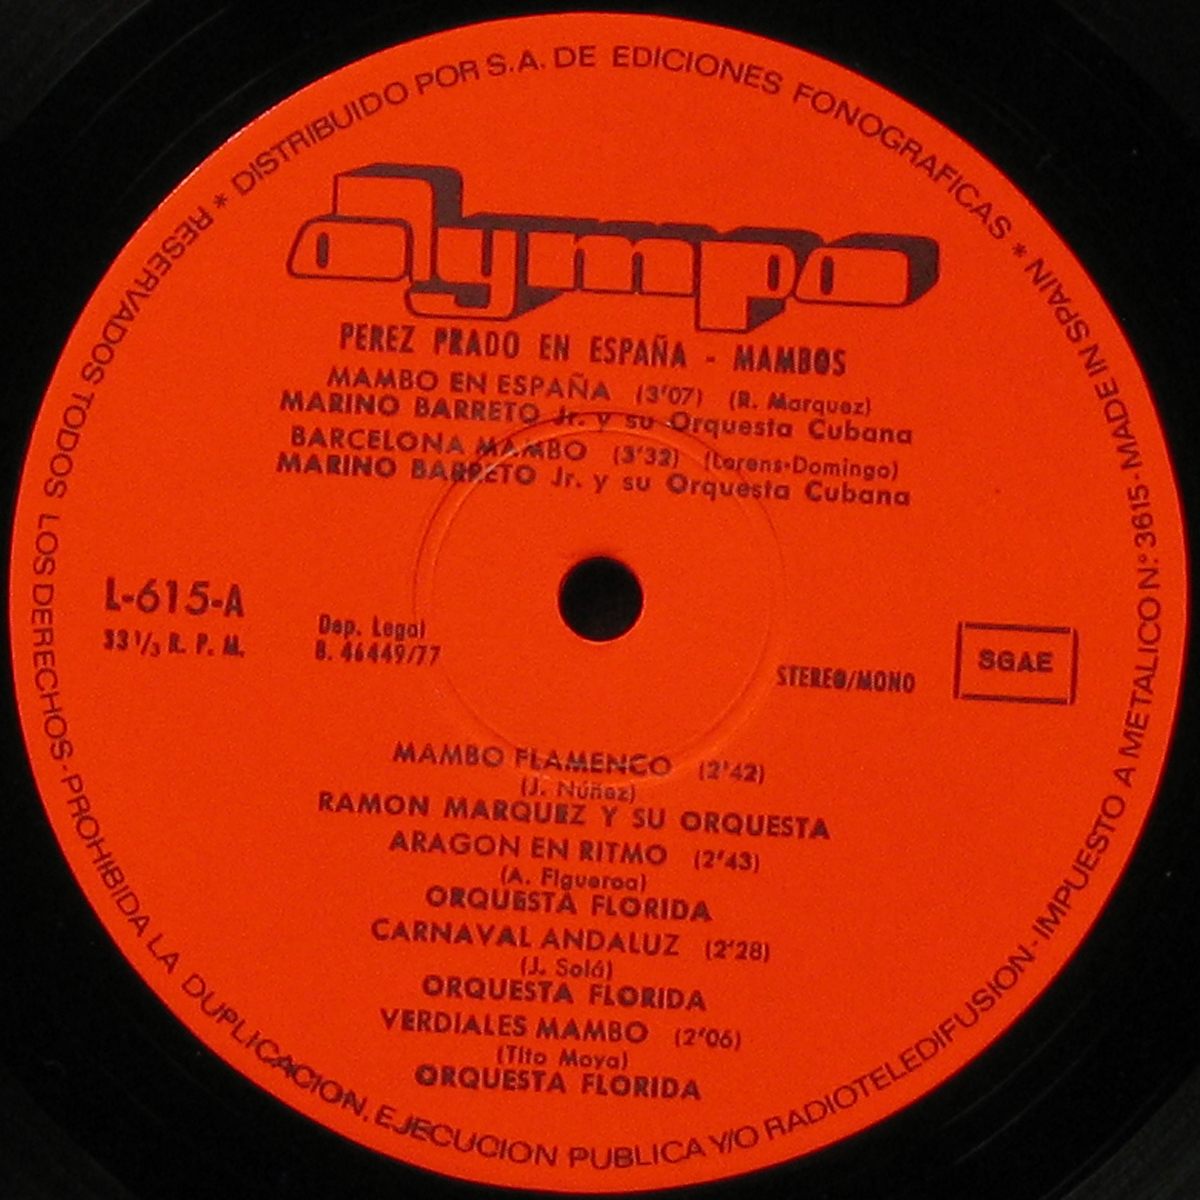 RESERVADOS TODOS LOS DERECHOS-PROHIBIDA LA DUPLICACION, EJECUCION PUBLICA Y/O RADIOTELEDIFUSION-IMPUESTO A METALICO N.º 3615-MADE IN SPAIN * DISTRIBUIDO POR S.A. DE EDICIONES FONOGRAFICAS *
Olympo
PEREZ PRADO EN ESPAÑA - MAMBOS
MAMBO EN ESPAÑA (3'07) (R. Marquez)
MARINO BARRETO Jr. y su Orquesta Cubana
BARCELONA MAMBO (3'32) (Lorens-Domingo)
MARINO BARRETO Jr. y su Orquesta Cubana
L-615-A
33 1/3 R. P. M.
Dep. Legal
B. 46449/77
STEREO/MONO
SGAE
MAMBO FLAMENCO (2'42)
(J. Núñez)
RAMON MARQUEZ Y SU ORQUESTA
ARAGON EN RITMO (2'43)
(A. Figueroa)
ORQUESTA FLORIDA
CARNAVAL ANDALUZ (2'28)
(J. Solá)
ORQUESTA FLORIDA
VERDIALES MAMBO (2'06)
(Tito Moya)
ORQUESTA FLORIDA